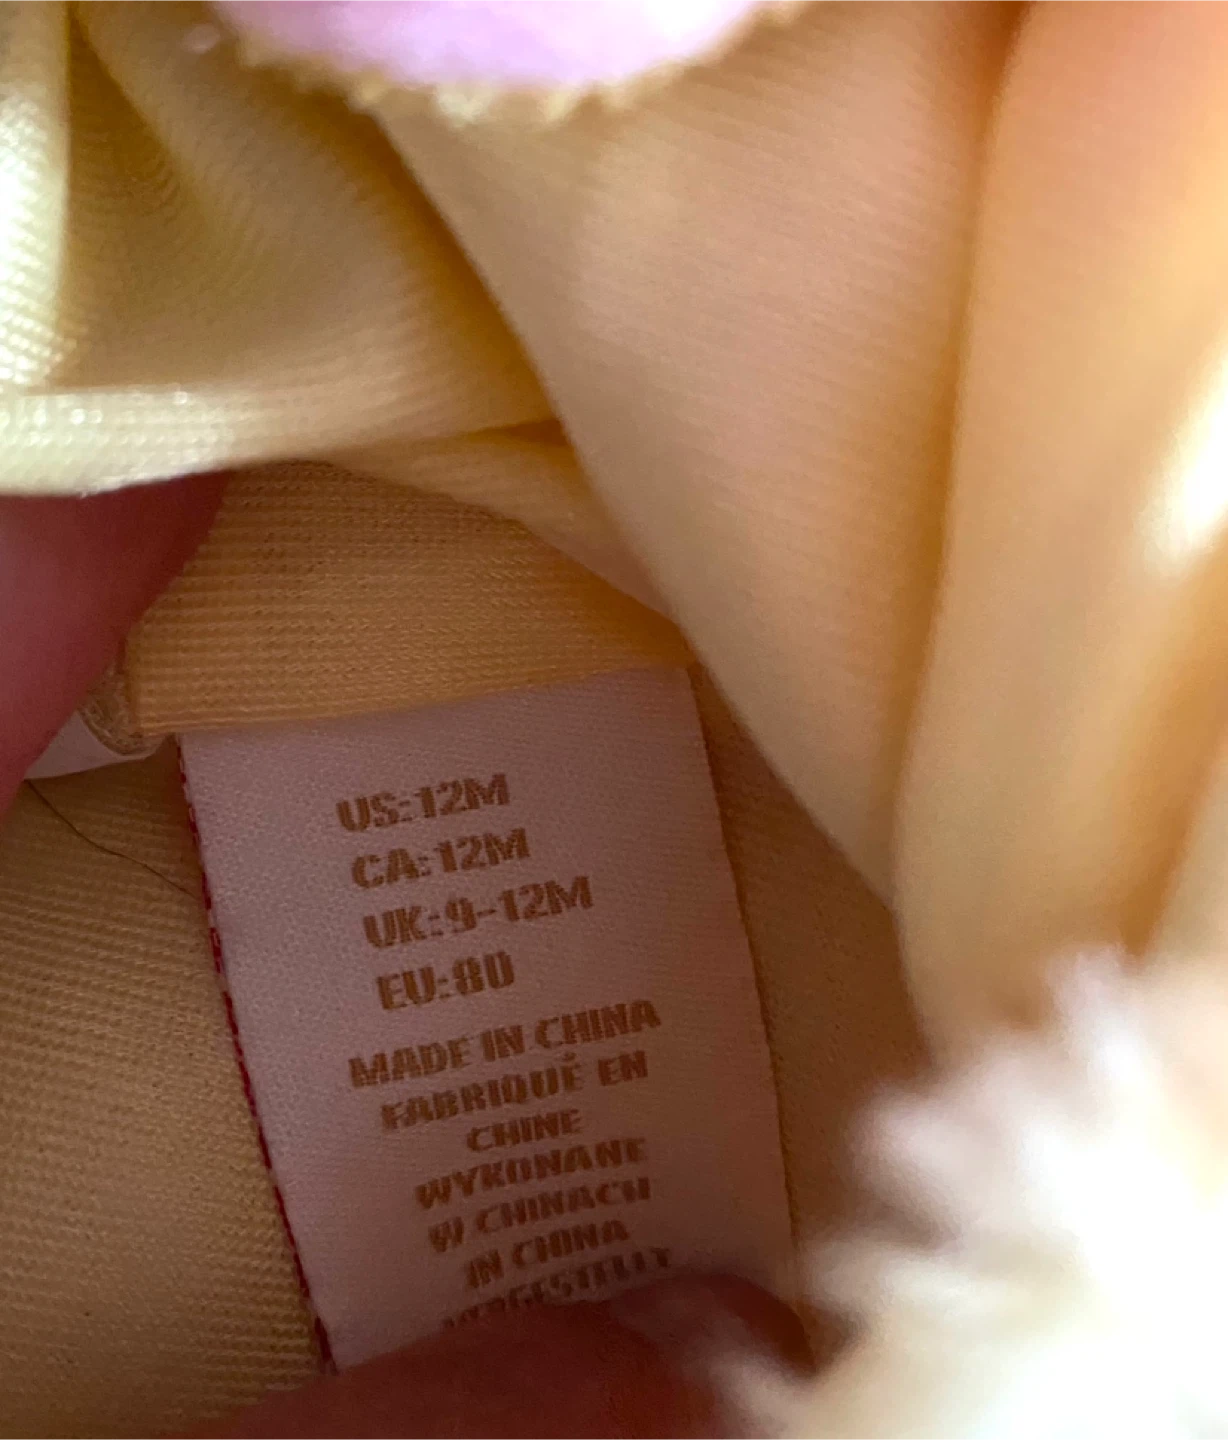 US:12M
CA:12M
UK:9-12M
EU:80
MADE IN CHINA
FABRIQUÉ EN
CHINE
WYKONANE
W CHINACH
IN CHINA